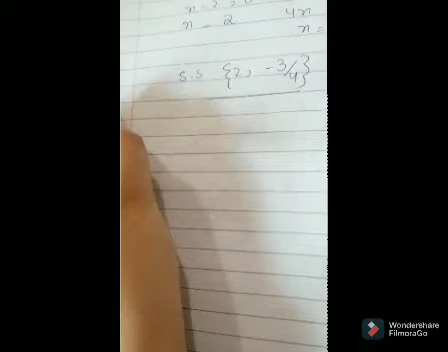 x = 2
4x
x =
S.S {2, -3/4}
Wondershare
FilmoraGo